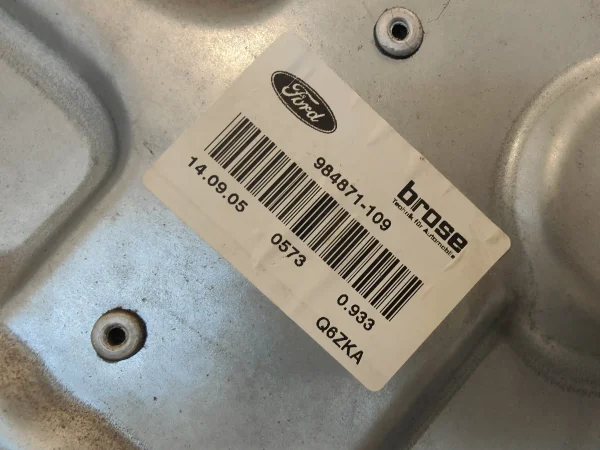 Ford
984871-109
brose
Technik für Automobile
14.09.05
0573
0.933
Q6ZKA